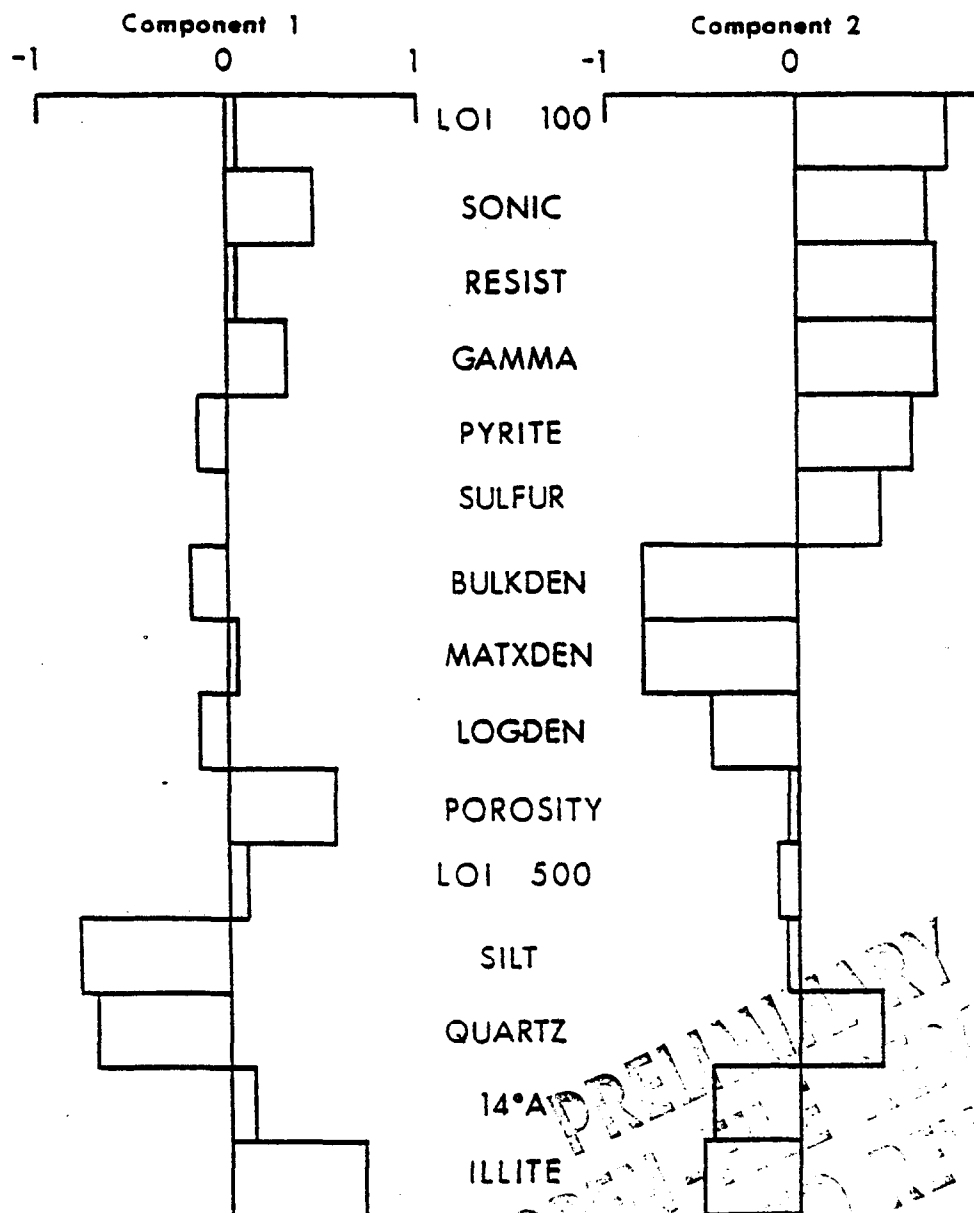 Component 1
Component 2
-1 0 1
-1 0
LOI 100
SONIC
RESIST
GAMMA
PYRITE
SULFUR
BULKDEN
MATXDEN
LOGDEN
POROSITY
LOI 500
SILT
QUARTZ
14°A
ILLITE
PRELIMINARY